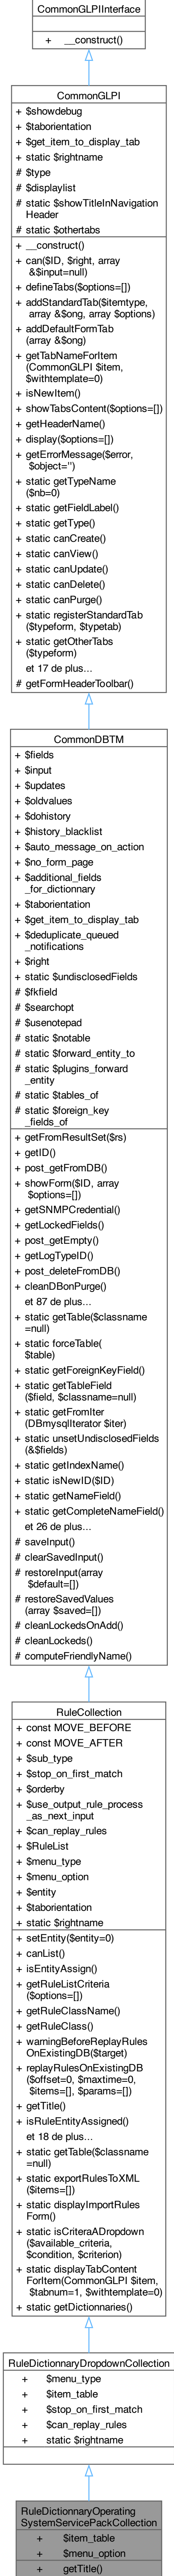 CommonGLPIInterface
+ __construct()
CommonGLPI
+ $showdebug
+ $taborientation
+ $get_item_to_display_tab
+ static $rightname
# $type
# $displaylist
# static $showTitleInNavigation
Header
# static $othertabs
+ __construct()
+ can($ID, $right, array
&$input=null)
+ defineTabs($options=[])
+ addStandardTab($itemtype,
array &$ong, array $options)
+ addDefaultFormTab
(array &$ong)
+ getTabNameForItem
(CommonGLPI $item,
$withtemplate=0)
+ isNewItem()
+ showTabsContent($options=[])
+ getHeaderName()
+ display($options=[])
+ getErrorMessage($error,
$object='')
+ static getTypeName
($nb=0)
+ static getFieldLabel()
+ static getType()
+ static canCreate()
+ static canView()
+ static canUpdate()
+ static canDelete()
+ static canPurge()
+ static registerStandardTab
($typeform, $typetab)
+ static getOtherTabs
($typeform)
et 17 de plus...
# getFormHeaderToolbar()
CommonDBTM
+ $fields
+ $input
+ $updates
+ $oldvalues
+ $dohistory
+ $history_blacklist
+ $auto_message_on_action
+ $no_form_page
+ $additional_fields
_for_dictionnary
+ $taborientation
+ $get_item_to_display_tab
+ $deduplicate_queued
_notifications
+ $right
+ static $undisclosedFields
# $fkfield
# $searchopt
# $usenotepad
# static $notable
# static $forward_entity_to
# static $plugins_forward
_entity
# static $tables_of
# static $foreign_key
_fields_of
+ getFromResultSet($rs)
+ getID()
+ post_getFromDB()
+ showForm($ID, array
$options=[])
+ getSNMPCredential()
+ getLockedFields()
+ post_getEmpty()
+ getLogTypeID()
+ post_deleteFromDB()
+ cleanDBonPurge()
et 87 de plus...
+ static getTable($classname
=null)
+ static forceTable(
$table)
+ static getForeignKeyField()
+ static getTableField
($field, $classname=null)
+ static getFromIter
(DBmysqlIterator $iter)
+ static unsetUndisclosedFields
(&$fields)
+ static getIndexName()
+ static isNewID($ID)
+ static getNameField()
+ static getCompleteNameField()
et 26 de plus...
# saveInput()
# clearSavedInput()
# restoreInput(array
$default=[])
# restoreSavedValues
(array $saved=[])
# cleanLockedsOnAdd()
# cleanLockeds()
# computeFriendlyName()
RuleCollection
+ const MOVE_BEFORE
+ const MOVE_AFTER
+ $sub_type
+ $stop_on_first_match
+ $orderby
+ $use_output_rule_process
_as_next_input
+ $can_replay_rules
+ $RuleList
+ $menu_type
+ $menu_option
+ $entity
+ $taborientation
+ static $rightname
+ setEntity($entity=0)
+ canList()
+ isEntityAssign()
+ getRuleListCriteria
($options=[])
+ getRuleClassName()
+ getRuleClass()
+ warningBeforeReplayRules
OnExistingDB($target)
+ replayRulesOnExistingDB
($offset=0, $maxtime=0,
$items=[], $params=[])
+ getTitle()
+ isRuleEntityAssigned()
et 18 de plus...
+ static getTable($classname
=null)
+ static exportRulesToXML
($items=[])
+ static displayImportRules
Form()
+ static isCriteraADropdown
($available_criteria,
$condition, $criterion)
+ static displayTabContent
ForItem(CommonGLPI $item,
$tabnum=1, $withtemplate=0)
+ static getDictionnaries()
RuleDictionnaryDropdownCollection
+ $menu_type
+ $item_table
+ $stop_on_first_match
+ $can_replay_rules
+ static $rightname
RuleDictionnaryOperating
SystemServicePackCollection
+ $item_table
+ $menu_option
+ getTitle()